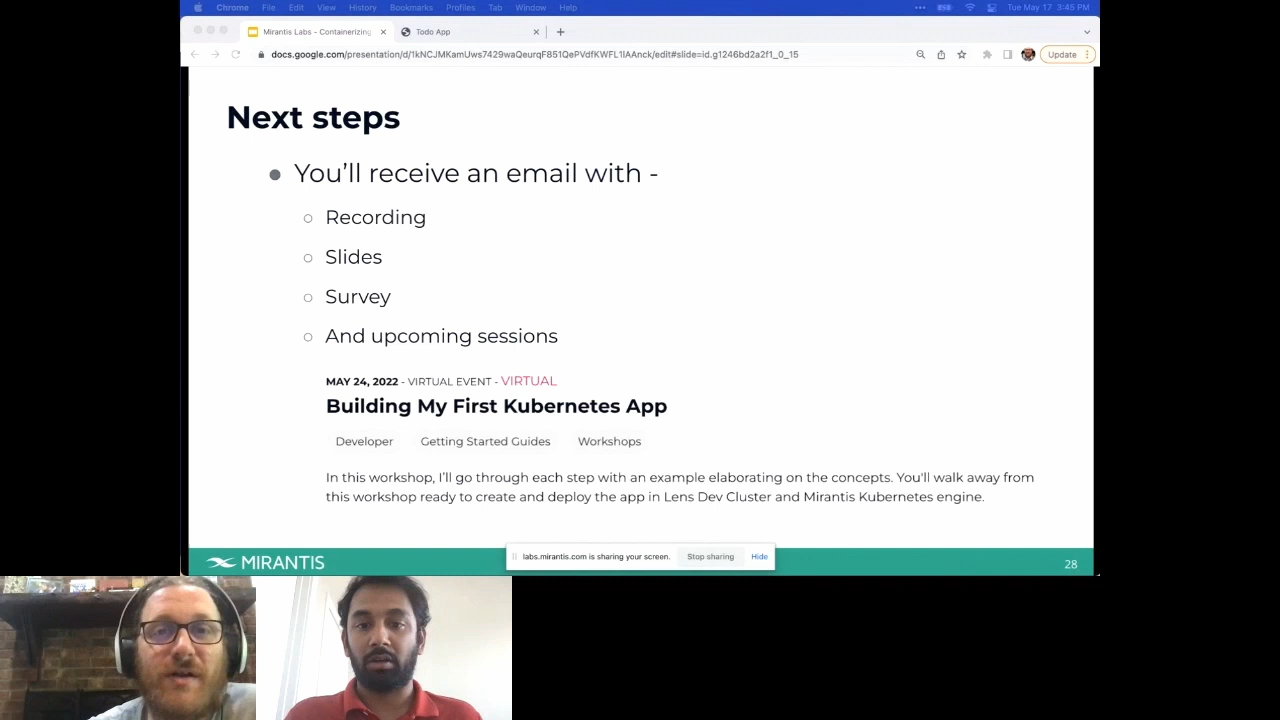 Chrome File Edit View History Bookmarks Profiles Tab Window Help Tue May 17 3:45 PM
Mirantis Labs - Containerizing Todo App
docs.google.com/presentation/d/1kNCJMKamUws7429waQeurqF851QePVdfKWFL1lAAnck/edit#slide=id.g1246bd2a2f1_0_15 Update
Next steps
You’ll receive an email with -
Recording
Slides
Survey
And upcoming sessions
MAY 24, 2022 - VIRTUAL EVENT - VIRTUAL
Building My First Kubernetes App
Developer Getting Started Guides Workshops
In this workshop, I’ll go through each step with an example elaborating on the concepts. You'll walk away from
this workshop ready to create and deploy the app in Lens Dev Cluster and Mirantis Kubernetes engine.
labs.mirantis.com is sharing your screen. Stop sharing Hide
MIRANTIS 28